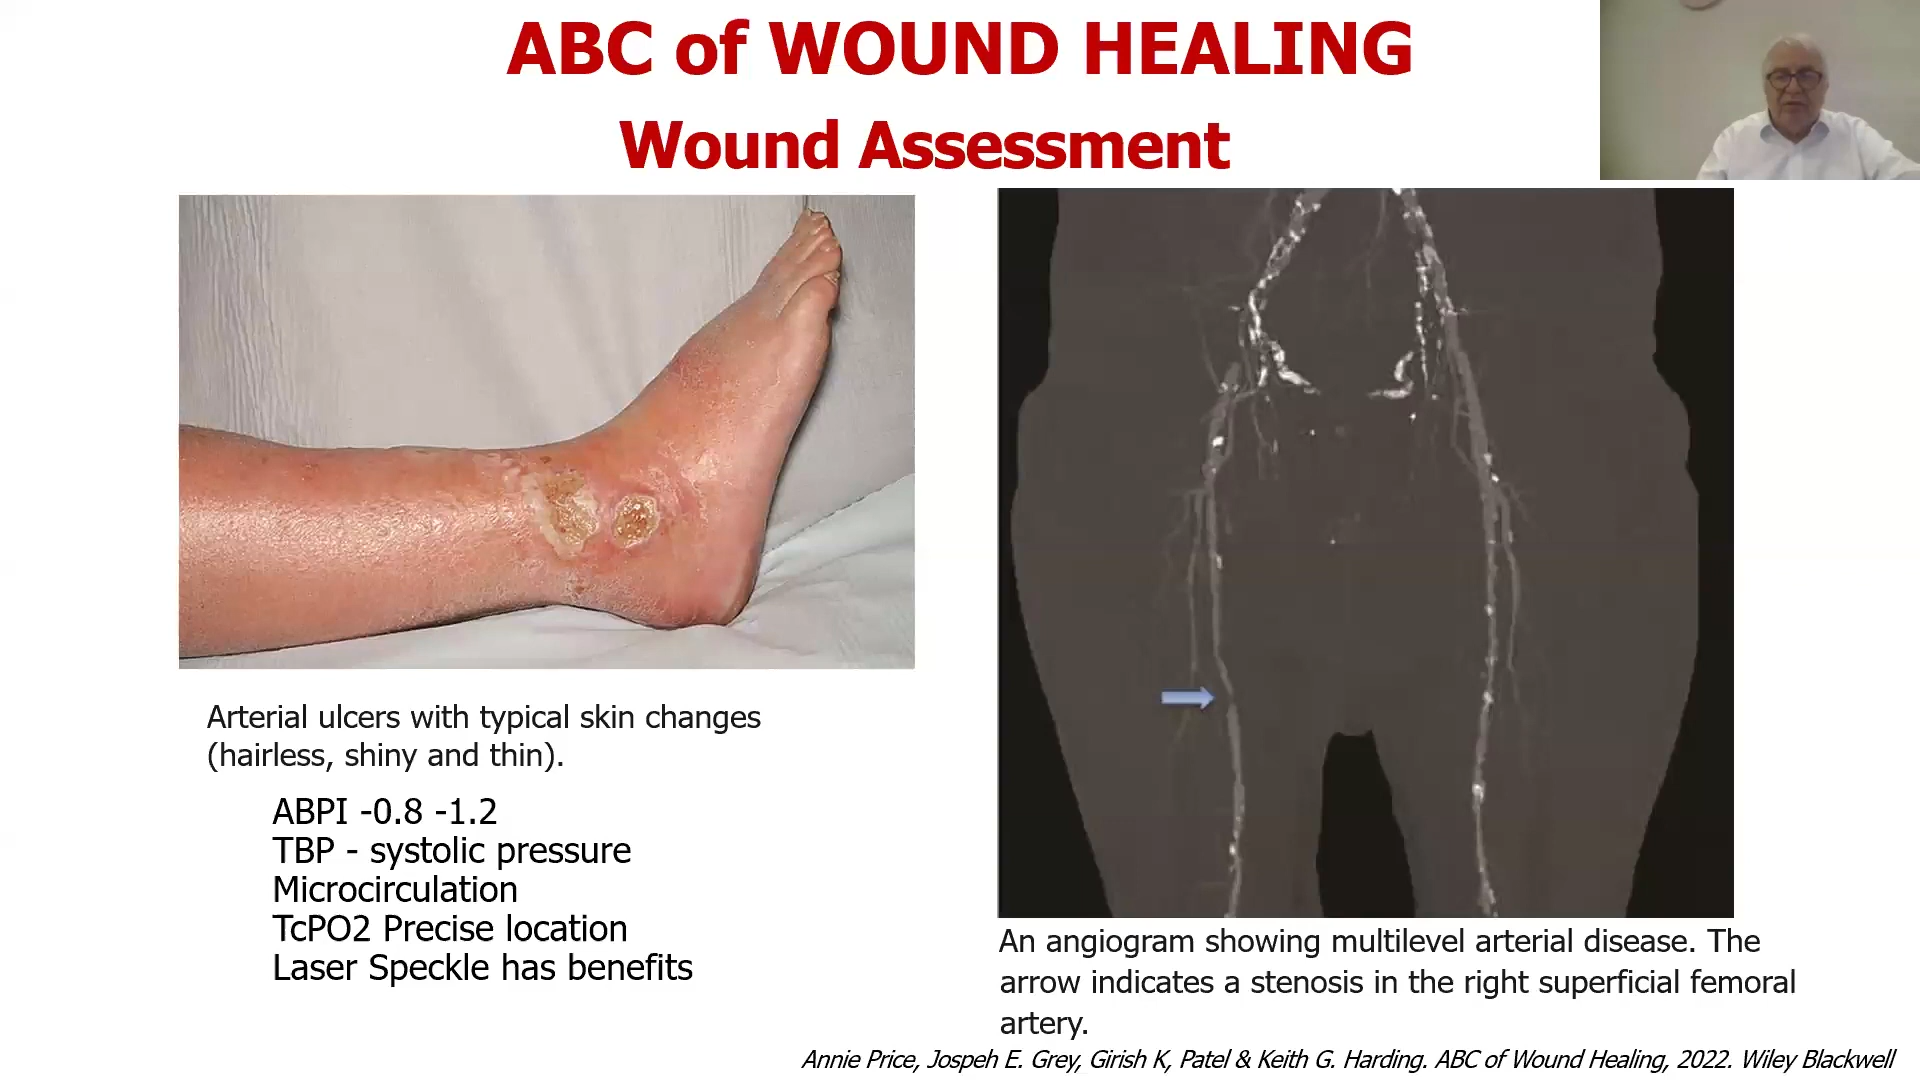 ABC of WOUND HEALING
Wound Assessment
Arterial ulcers with typical skin changes
(hairless, shiny and thin).
ABPI -0.8 -1.2
TBP - systolic pressure
Microcirculation
TcPO2 Precise location
Laser Speckle has benefits
An angiogram showing multilevel arterial disease. The
arrow indicates a stenosis in the right superficial femoral
artery.
Annie Price, Jospeh E. Grey, Girish K, Patel & Keith G. Harding. ABC of Wound Healing, 2022. Wiley Blackwell